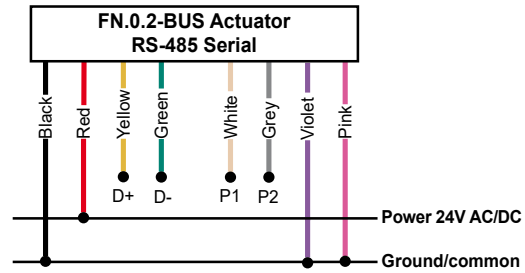 FN.0.2-BUS Actuator
RS-485 Serial
Black
Red
Yellow
Green
White
Grey
Violet
Pink
D+
D-
P1
P2
Power 24V AC/DC
Ground/common